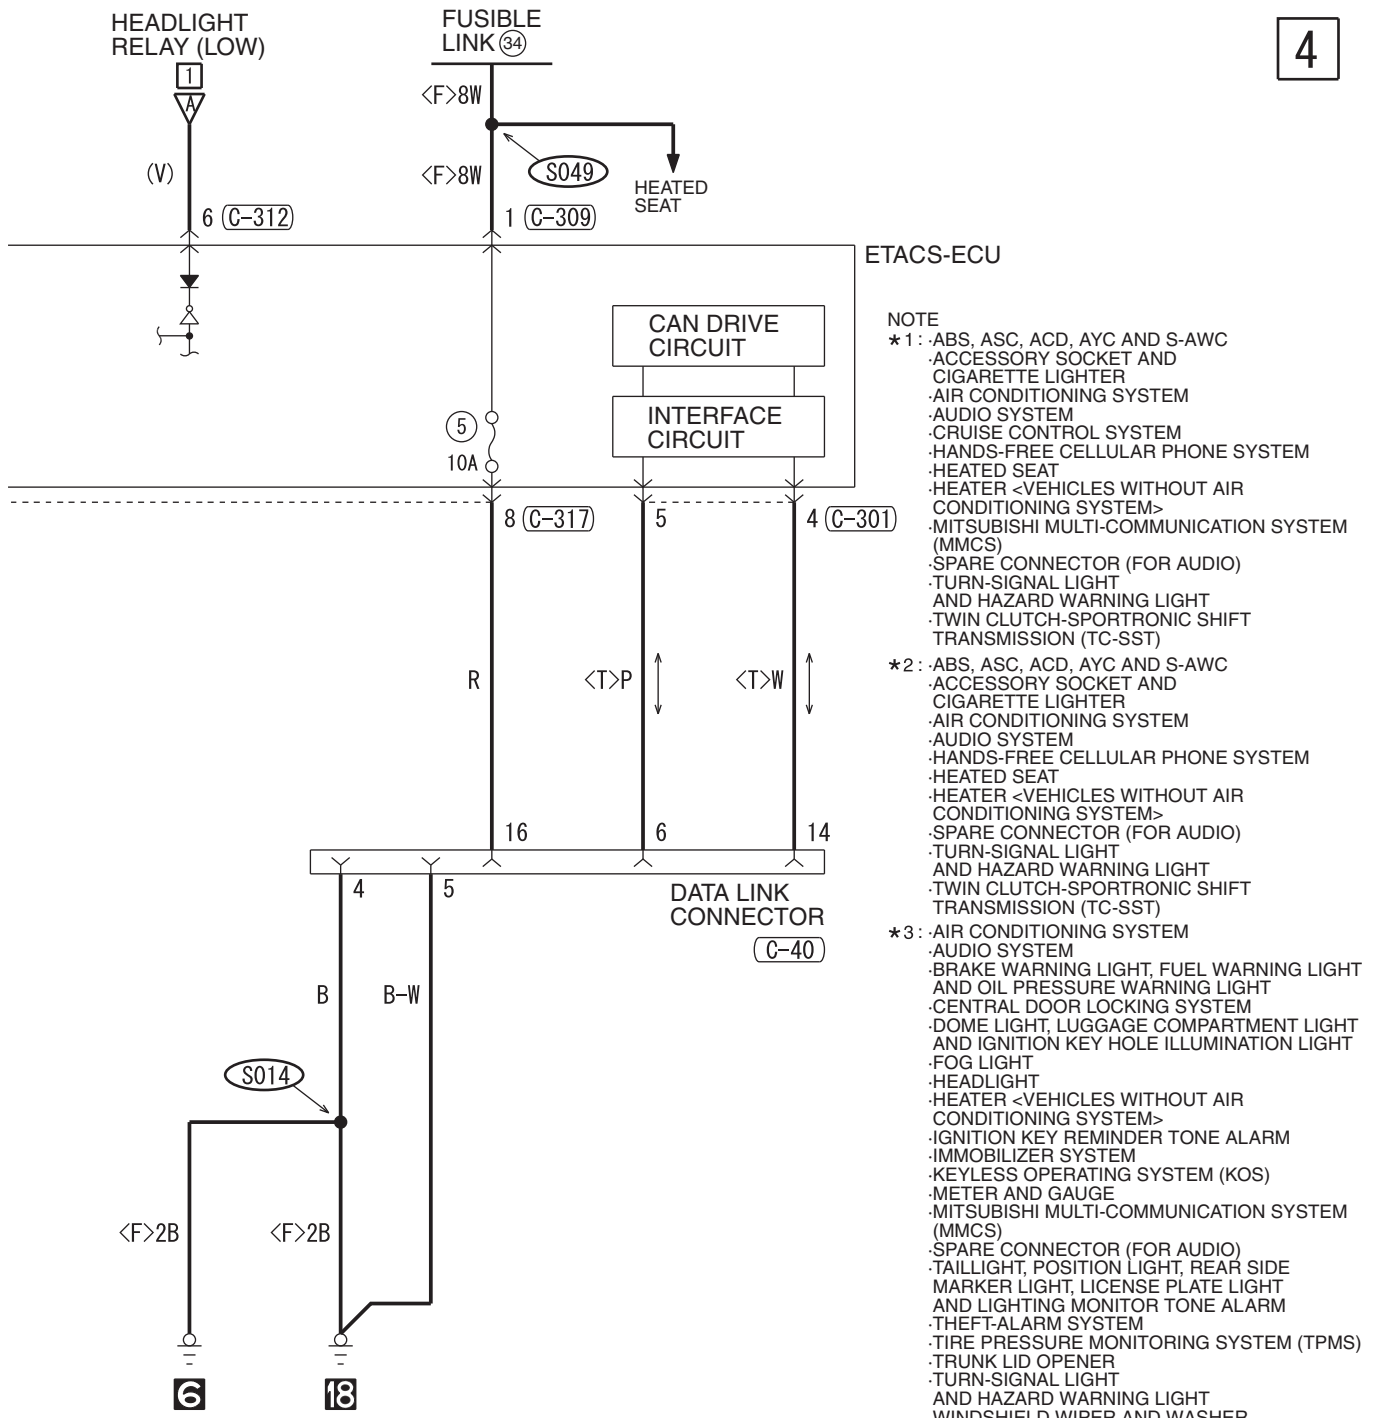 HEADLIGHT
RELAY (LOW)
FUSIBLE
LINK 34
4
1
A
<F>8W
(V)
<F>8W
S049
HEATED
SEAT
6 (C-312)
1 (C-309)
ETACS-ECU
CAN DRIVE
CIRCUIT
INTERFACE
CIRCUIT
5
10A
8 (C-317)
5
4 (C-301)
R
<T>P
<T>W
16
6
14
4
5
DATA LINK
CONNECTOR
(C-40)
B
B-W
S014
<F>2B
<F>2B
6
18
NOTE
*1: ·ABS, ASC, ACD, AYC AND S-AWC
·ACCESSORY SOCKET AND
CIGARETTE LIGHTER
·AIR CONDITIONING SYSTEM
·AUDIO SYSTEM
·CRUISE CONTROL SYSTEM
·HANDS-FREE CELLULAR PHONE SYSTEM
·HEATED SEAT
·HEATER <VEHICLES WITHOUT AIR
CONDITIONING SYSTEM>
·MITSUBISHI MULTI-COMMUNICATION SYSTEM
(MMCS)
·SPARE CONNECTOR (FOR AUDIO)
·TURN-SIGNAL LIGHT
AND HAZARD WARNING LIGHT
·TWIN CLUTCH-SPORTRONIC SHIFT
TRANSMISSION (TC-SST)
*2: ·ABS, ASC, ACD, AYC AND S-AWC
·ACCESSORY SOCKET AND
CIGARETTE LIGHTER
·AIR CONDITIONING SYSTEM
·AUDIO SYSTEM
·HANDS-FREE CELLULAR PHONE SYSTEM
·HEATED SEAT
·HEATER <VEHICLES WITHOUT AIR
CONDITIONING SYSTEM>
·SPARE CONNECTOR (FOR AUDIO)
·TURN-SIGNAL LIGHT
AND HAZARD WARNING LIGHT
·TWIN CLUTCH-SPORTRONIC SHIFT
TRANSMISSION (TC-SST)
*3: ·AIR CONDITIONING SYSTEM
·AUDIO SYSTEM
·BRAKE WARNING LIGHT, FUEL WARNING LIGHT
AND OIL PRESSURE WARNING LIGHT
·CENTRAL DOOR LOCKING SYSTEM
·DOME LIGHT, LUGGAGE COMPARTMENT LIGHT
AND IGNITION KEY HOLE ILLUMINATION LIGHT
·FOG LIGHT
·HEADLIGHT
·HEATER <VEHICLES WITHOUT AIR
CONDITIONING SYSTEM>
·IGNITION KEY REMINDER TONE ALARM
·IMMOBILIZER SYSTEM
·KEYLESS OPERATING SYSTEM (KOS)
·METER AND GAUGE
·MITSUBISHI MULTI-COMMUNICATION SYSTEM
(MMCS)
·SPARE CONNECTOR (FOR AUDIO)
·TAILLIGHT, POSITION LIGHT, REAR SIDE
MARKER LIGHT, LICENSE PLATE LIGHT
AND LIGHTING MONITOR TONE ALARM
·THEFT-ALARM SYSTEM
·TIRE PRESSURE MONITORING SYSTEM (TPMS)
·TRUNK LID OPENER
·TURN-SIGNAL LIGHT
AND HAZARD WARNING LIGHT
WINDSHIELD WIPER AND WASHER